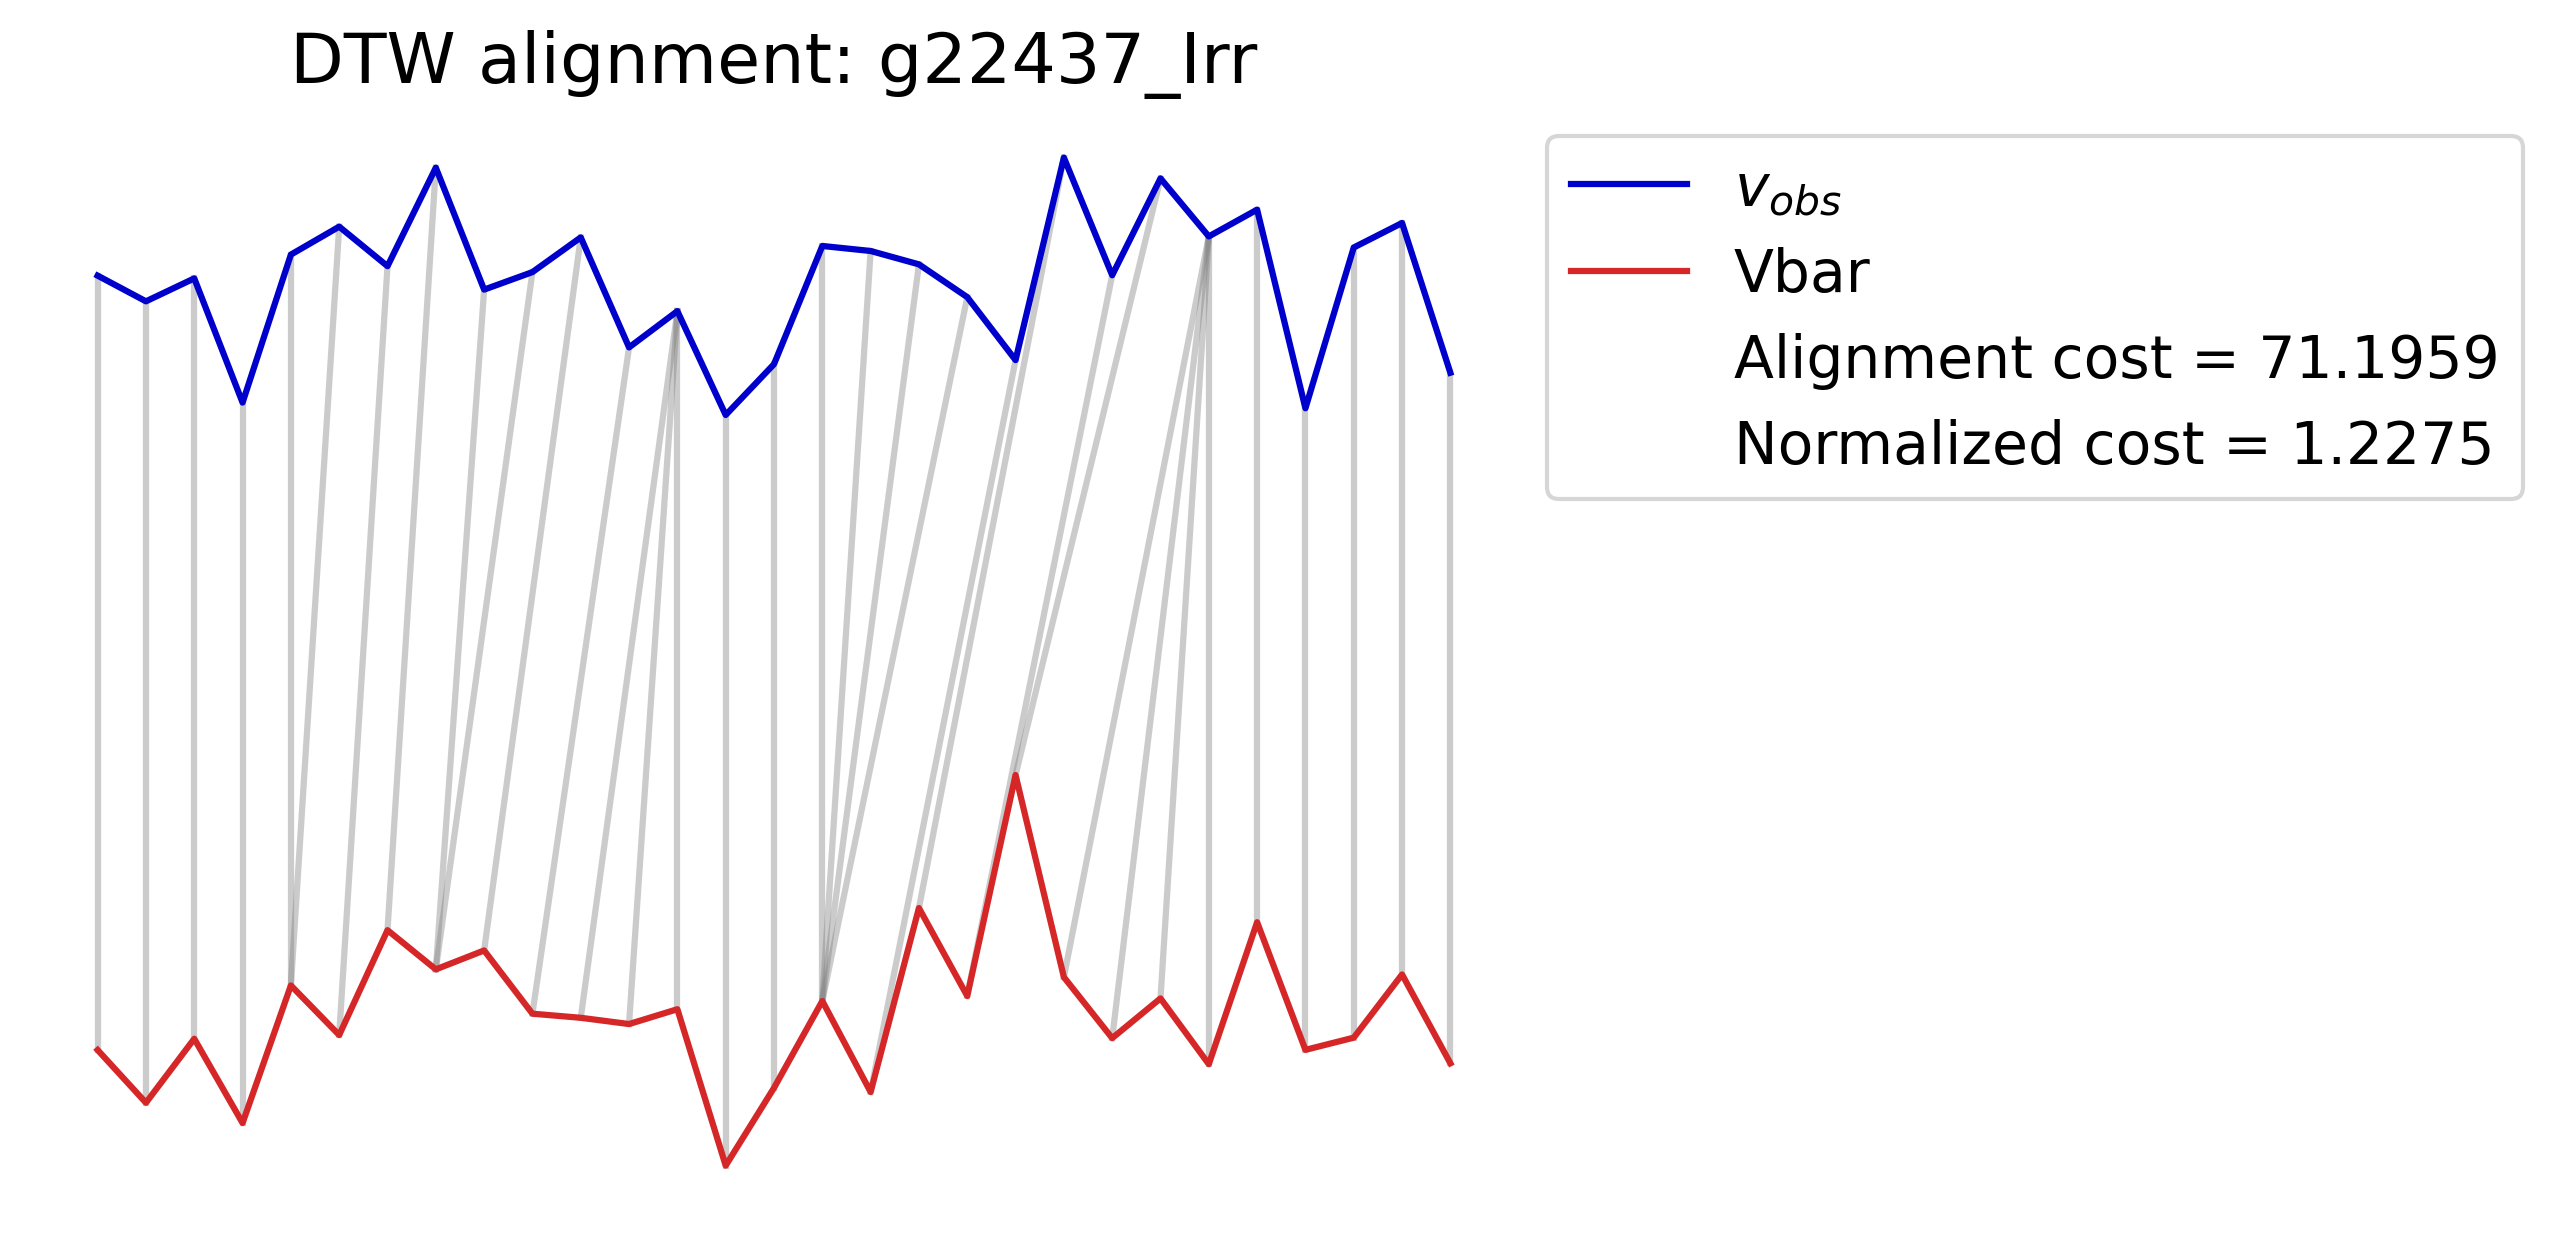 DTW alignment: g22437_Irr
v_obs
Vbar
Alignment cost = 71.1959
Normalized cost = 1.2275